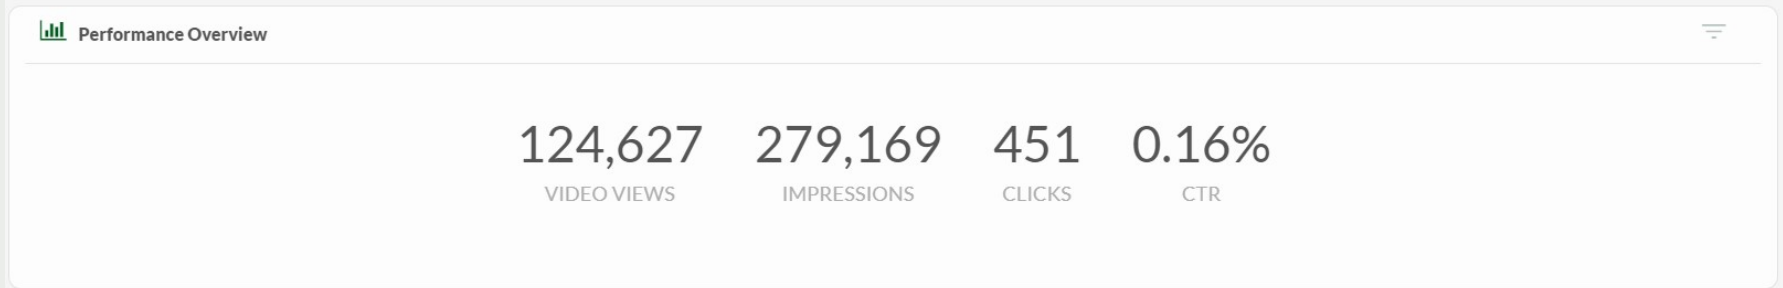 Performance Overview
124,627 279,169 451 0.16%
VIDEO VIEWS IMPRESSIONS CLICKS CTR